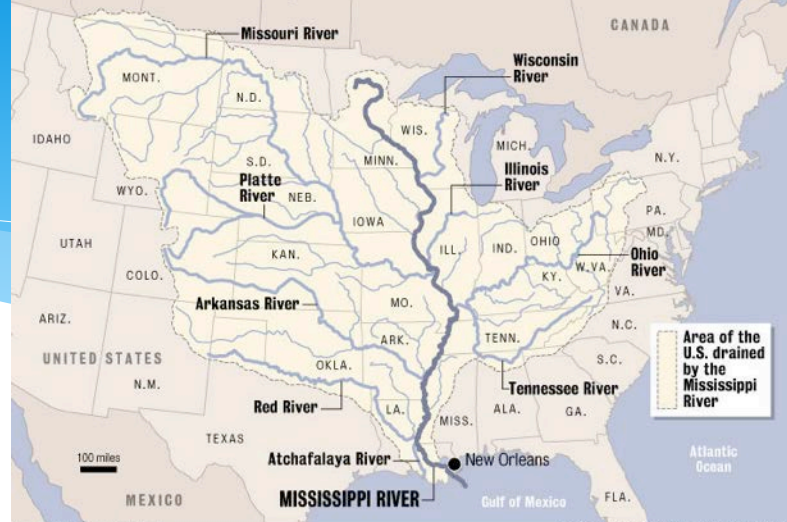 CANADA
Missouri River
Wisconsin
River
MONT.
N.D.
WIS.
MICH.
IDAHO
MINN.
N.Y.
S.D.
Illinois
River
WYO.
Platte
River
NEB.
IOWA
PA.
MD.
UTAH
ILL.
IND.
OHIO
Ohio
River
KAN.
W.VA.
COLO.
KY.
VA.
Arkansas River
MO.
ARIZ.
N.C.
TENN.
Area of the
U.S. drained
by the
Mississippi
River
ARK.
UNITED STATES
OKLA.
S.C.
N.M.
Tennessee River
Red River
LA.
MISS.
ALA.
GA.
TEXAS
Atchafalaya River
New Orleans
Atlantic
Ocean
100 miles
MEXICO
MISSISSIPPI RIVER
Gulf of Mexico
FLA.